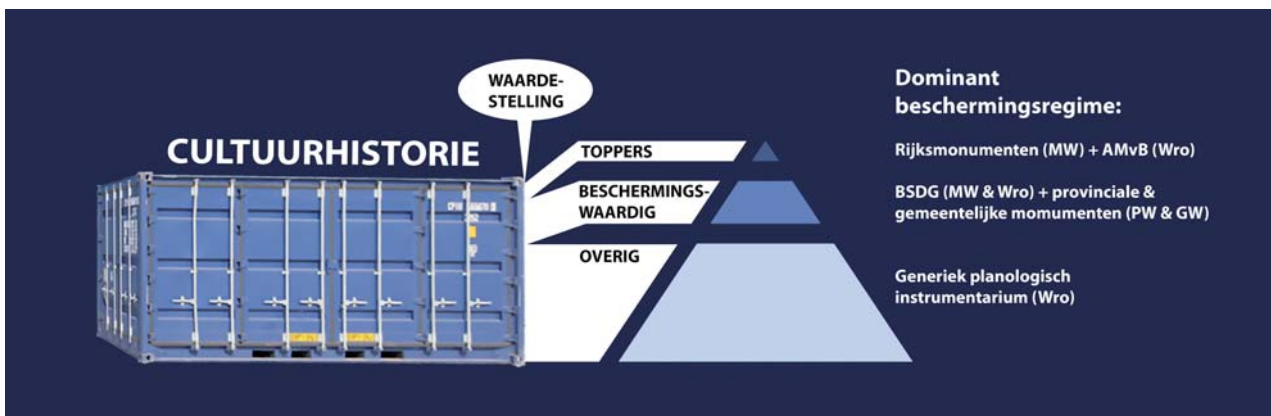 WAARDE-
STELLING
CULTUURHISTORIE
TOPPERS
BESCHERMINGS-
WAARDIG
OVERIG
Dominant
beschermingsregime:
Rijksmonumenten (MW) + AMvB (Wro)
BSDG (MW & Wro) + provinciale &
gemeentelijke momumenten (PW & GW)
Generiek planologisch
instrumentarium (Wro)